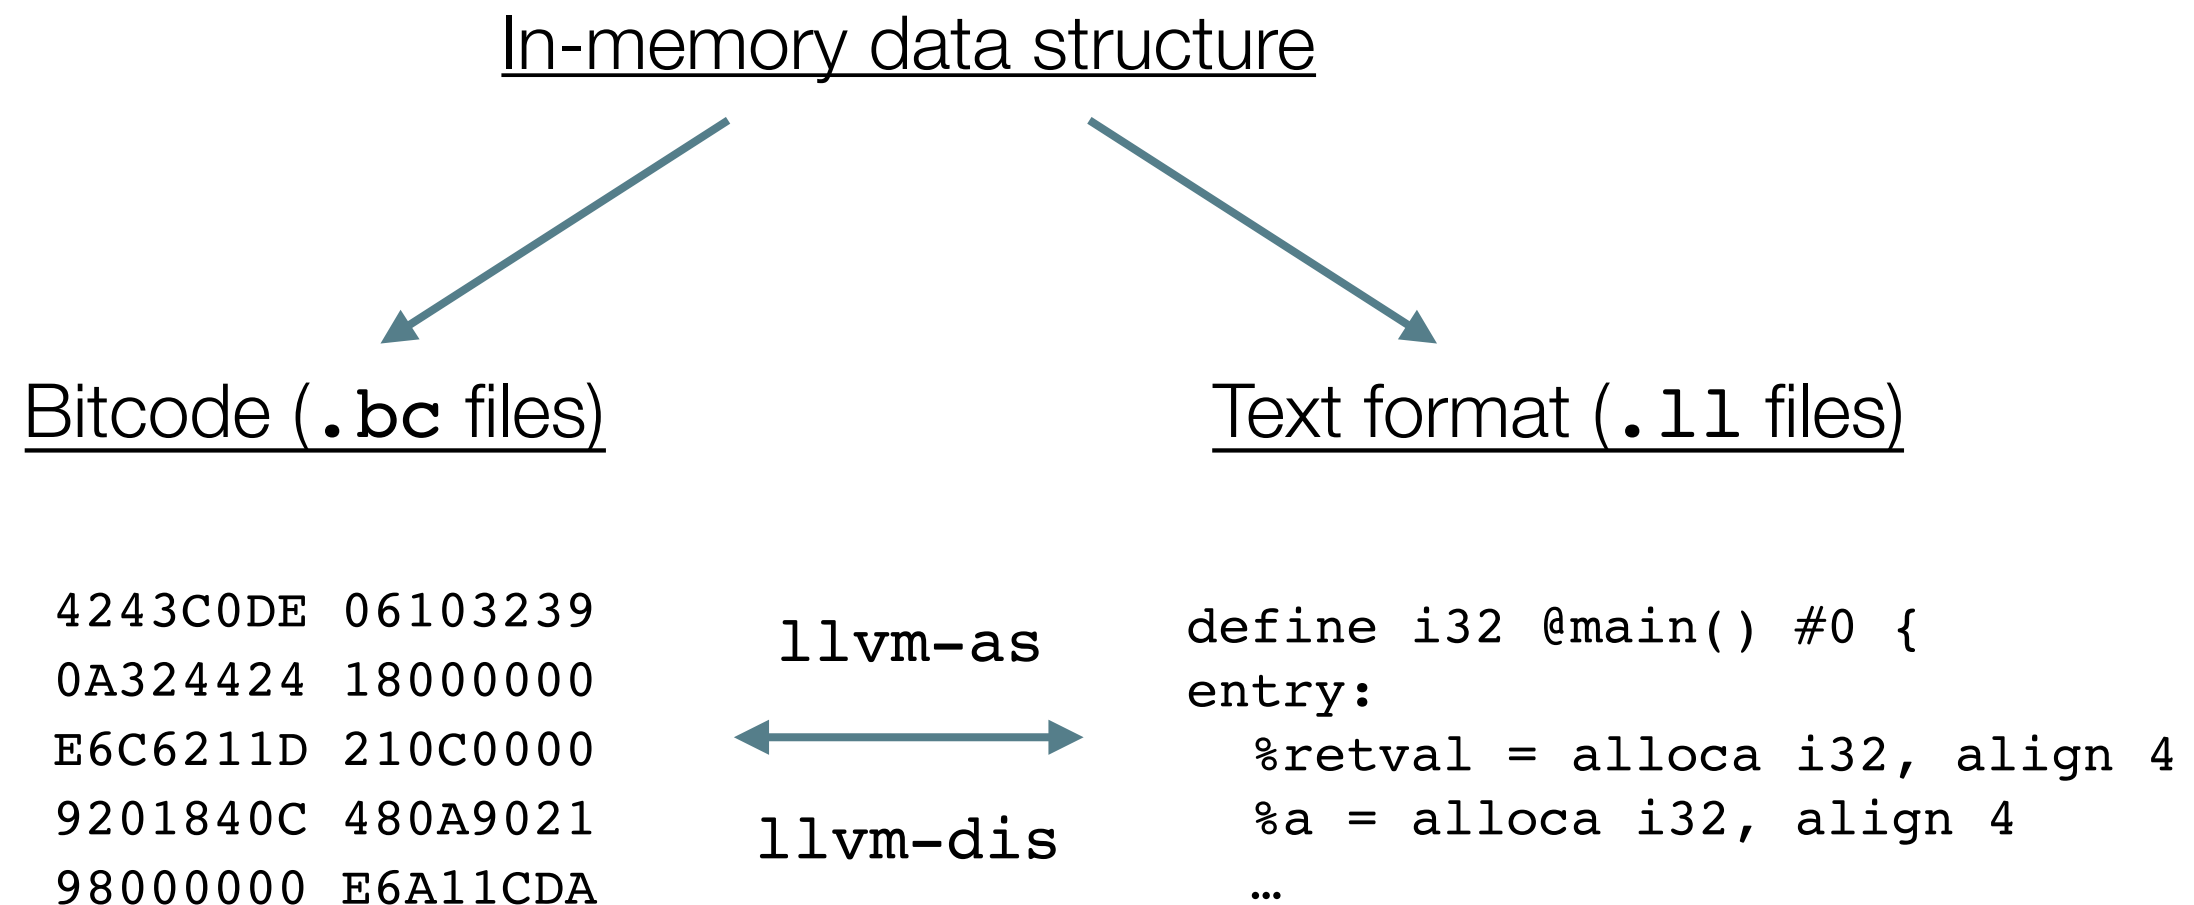 In-memory data structure
Bitcode (.bc files)
Text format (.ll files)
4243C0DE 06103239
0A324424 18000000
E6C6211D 210C0000
9201840C 480A9021
98000000 E6A11CDA
llvm-as
llvm-dis
define i32 @main() #0 {
entry:
%retval = alloca i32, align 4
%a = alloca i32, align 4
…